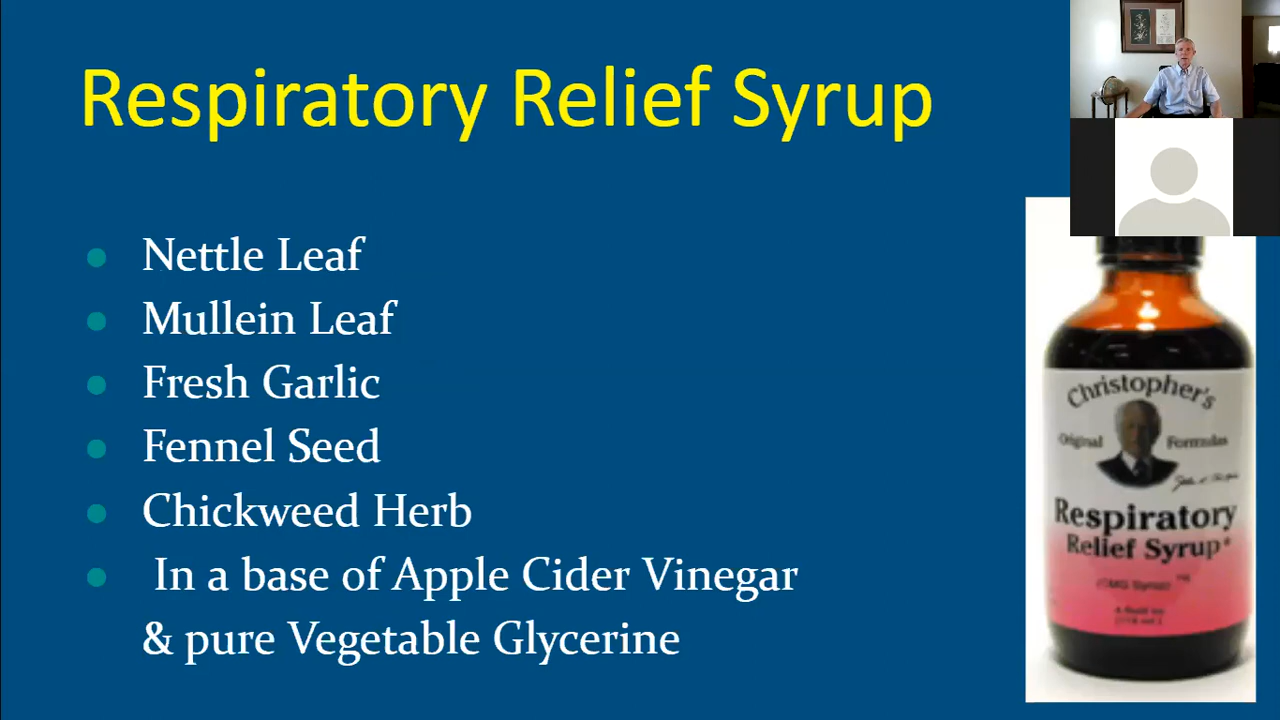 Respiratory Relief Syrup
Nettle Leaf
Mullein Leaf
Fresh Garlic
Fennel Seed
Chickweed Herb
In a base of Apple Cider Vinegar
& pure Vegetable Glycerine
Christopher's
Original Formulas
Respiratory
Relief Syrup*